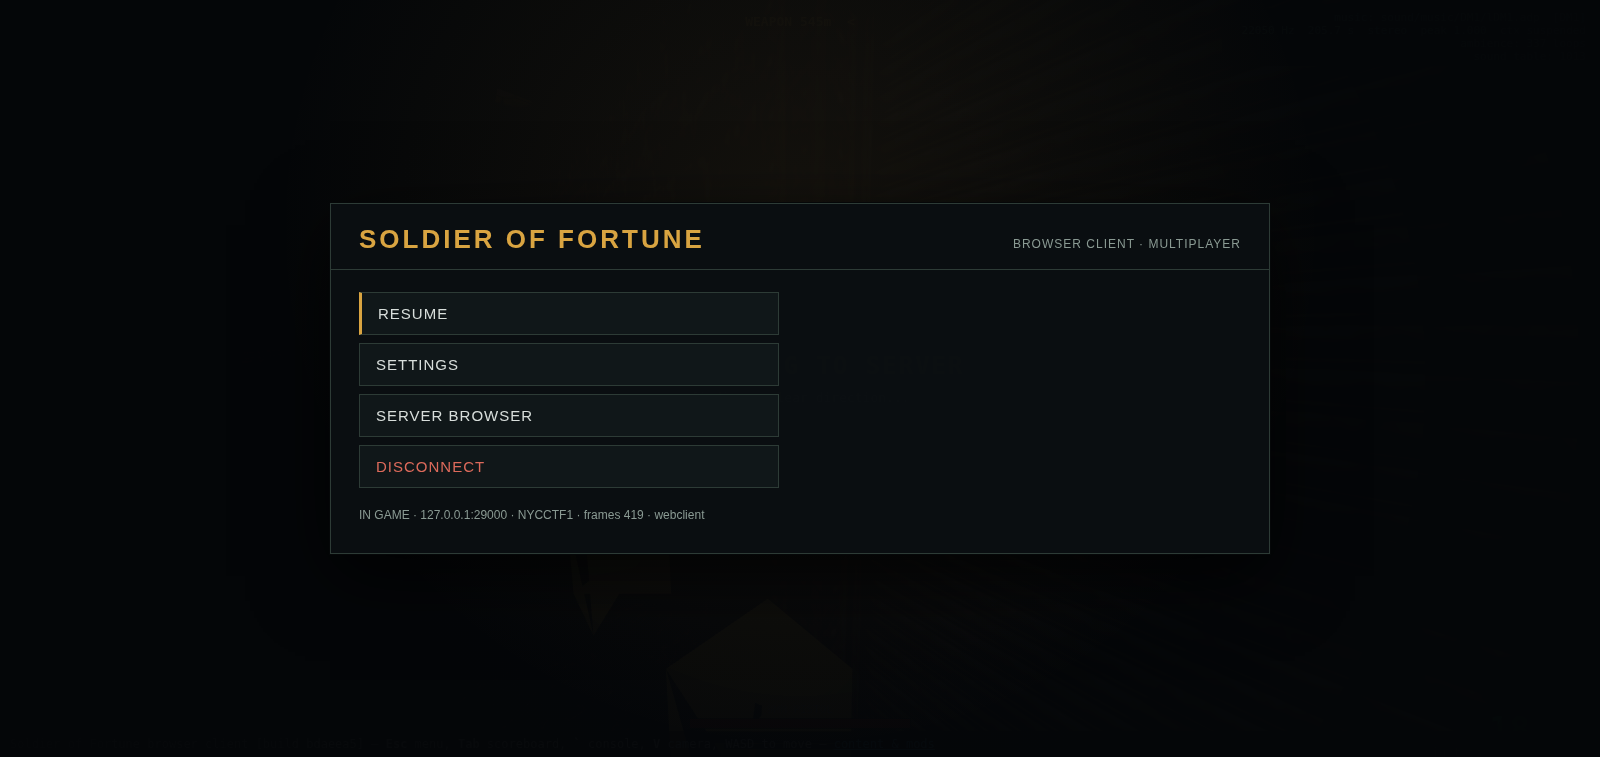 SOLDIER OF FORTUNE
BROWSER CLIENT · MULTIPLAYER
RESUME
SETTINGS
SERVER BROWSER
DISCONNECT
IN GAME · 127.0.0.1:29000 · NYCCTF1 · frames 419 · webclient